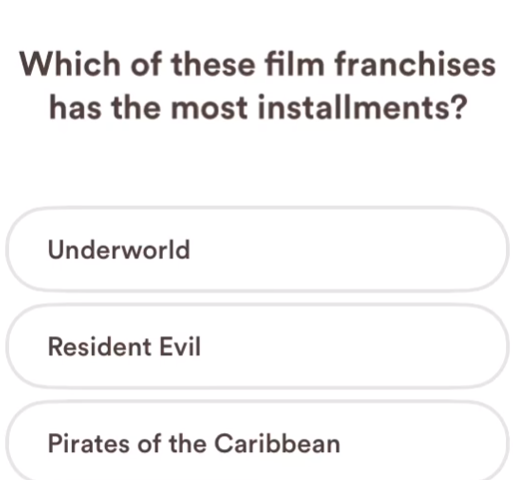 Which of these film franchises
has the most installments?
Underworld
Resident Evil
Pirates of the Caribbean